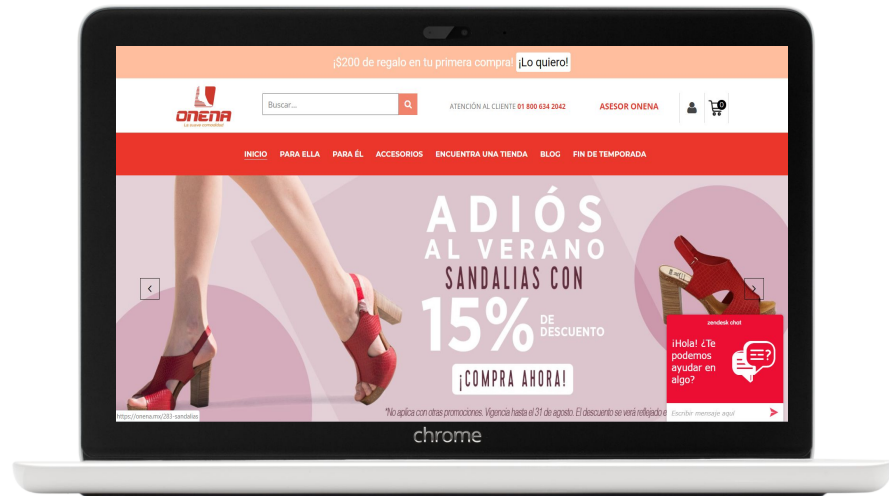 ¡$200 de regalo en tu primera compra! ¡Lo quiero!
ONENA
Buscar...
ATENCIÓN AL CLIENTE 01 800 634 2042
ASESOR ONENA
0
INICIO PARA ELLA PARA ÉL ACCESORIOS ENCUENTRA UNA TIENDA BLOG FIN DE TEMPORADA
ADIÓS
AL VERANO
SANDALIAS CON
15% DE DESCUENTO
¡COMPRA AHORA!
*No aplica con otras promociones. Vigencia hasta el 31 de agosto. El descuento se verá reflejado e
zendesk chat
¡Hola! ¿Te
podemos
ayudar en
algo?
Escribir mensaje aquí
https://onena.mx/283-sandalias
chrome